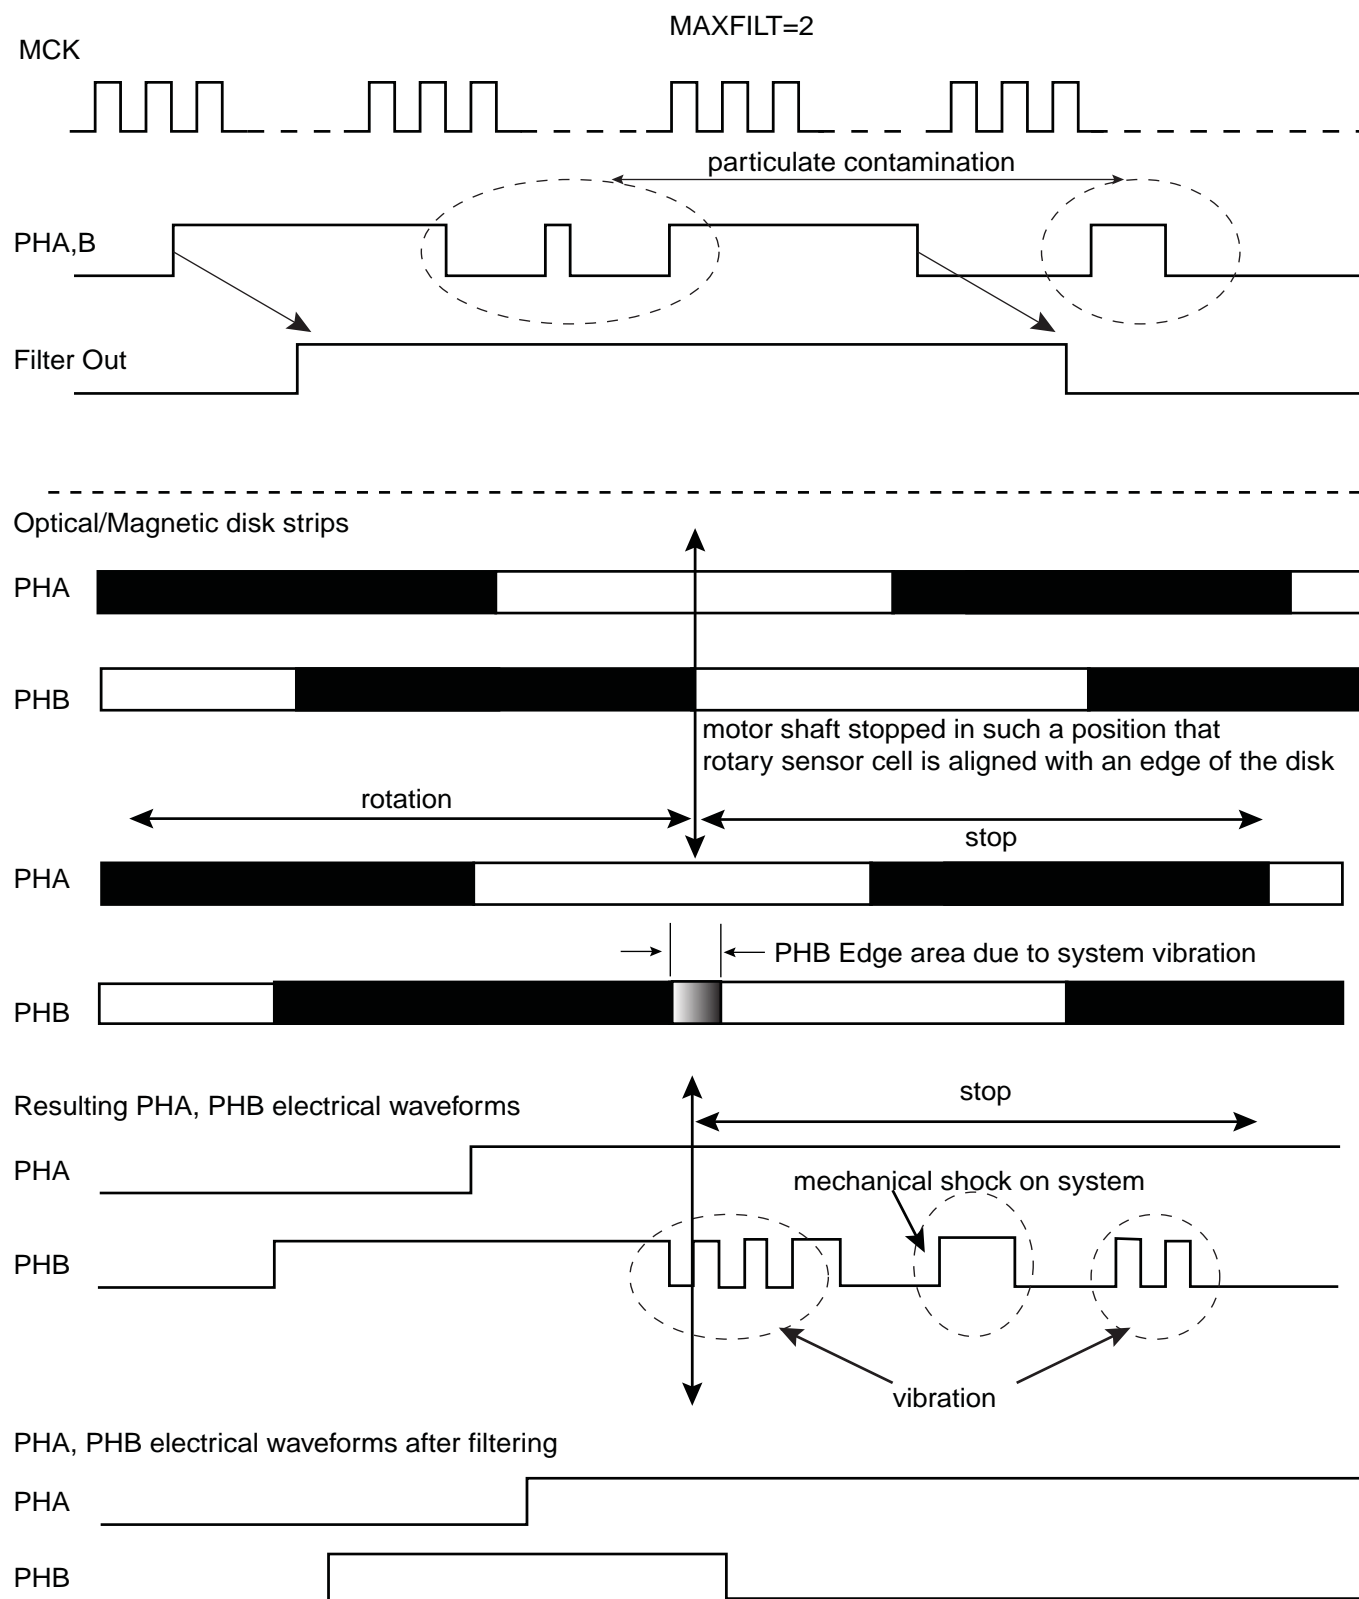 MAXFILT=2
MCK
particulate contamination
PHA,B
Filter Out
Optical/Magnetic disk strips
PHA
PHB
motor shaft stopped in such a position that
rotary sensor cell is aligned with an edge of the disk
rotation
stop
PHA
PHB Edge area due to system vibration
PHB
Resulting PHA, PHB electrical waveforms
stop
PHA
mechanical shock on system
PHB
vibration
PHA, PHB electrical waveforms after filtering
PHA
PHB